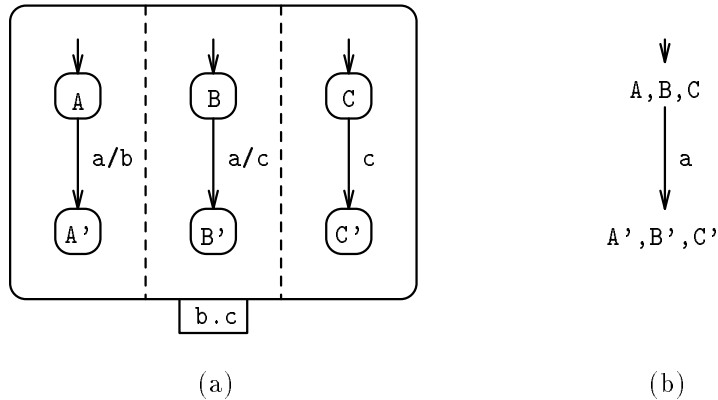 A B C A,B,C
a/b a/c c a
A' B' C' A',B',C'
b.c
(a) (b)